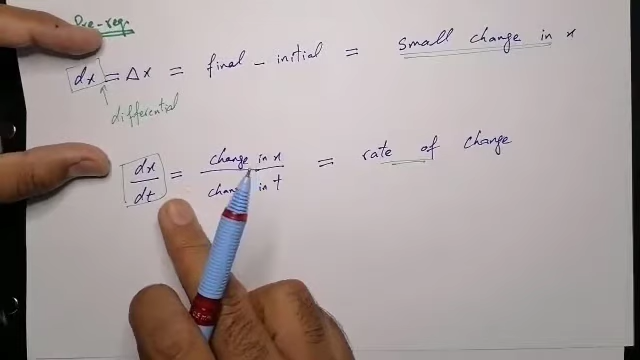 Pre-req.
dx = Δx = final - initial = small change in x
differential
dx/dt = change in x / change in t = rate of change